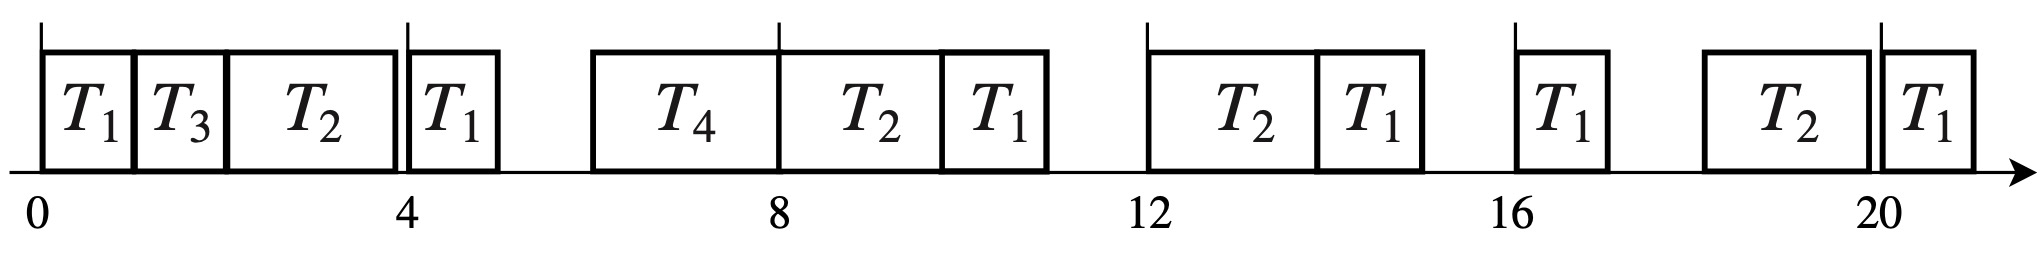 T₁ T₃ T₂ T₁ T₄ T₂ T₁ T₂ T₁ T₁ T₂ T₁
0 4 8 12 16 20